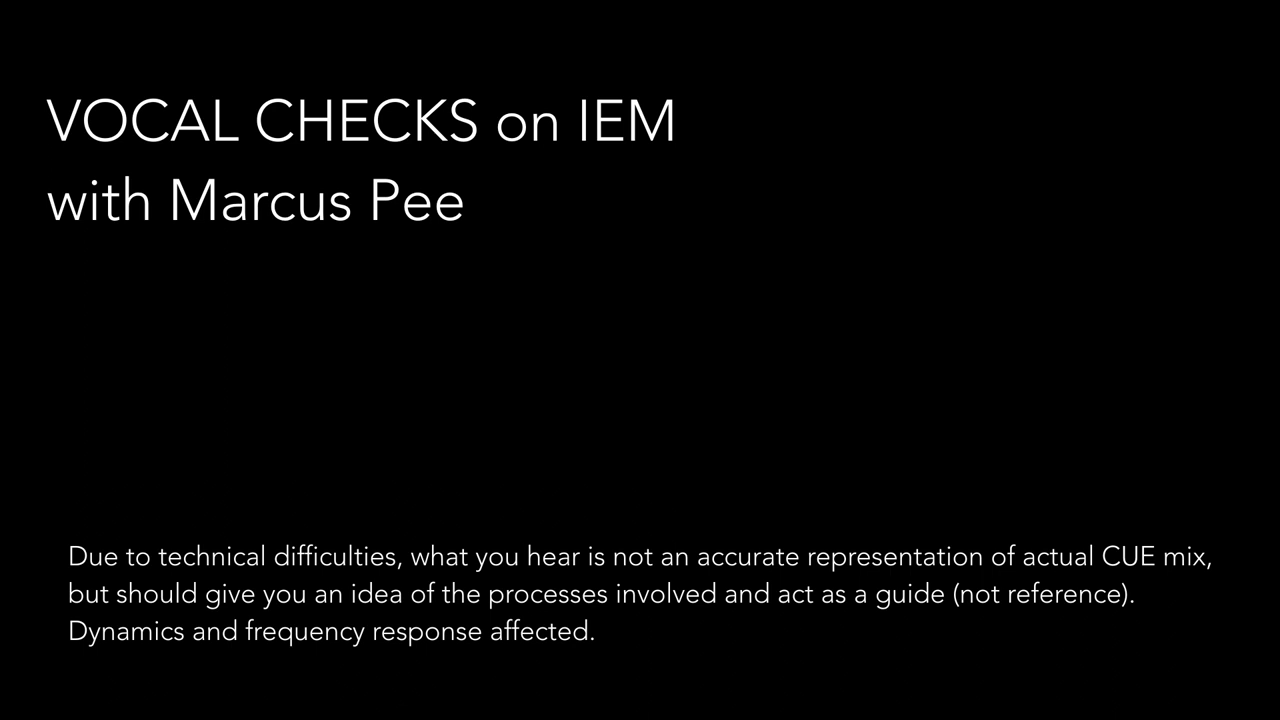 VOCAL CHECKS on IEM
with Marcus Pee
Due to technical difficulties, what you hear is not an accurate representation of actual CUE mix,
but should give you an idea of the processes involved and act as a guide (not reference).
Dynamics and frequency response affected.